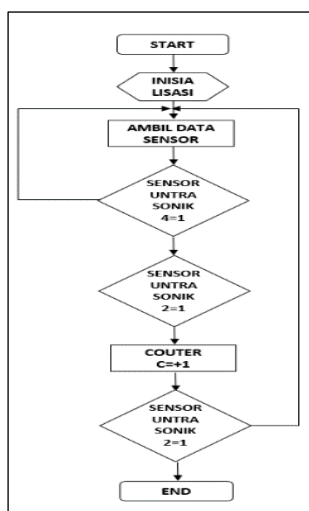 START
INISIA
LISASI
AMBIL DATA
SENSOR
SENSOR
UNTRA
SONIK
4=1
SENSOR
UNTRA
SONIK
2=1
COUTER
C=+1
SENSOR
UNTRA
SONIK
2=1
END